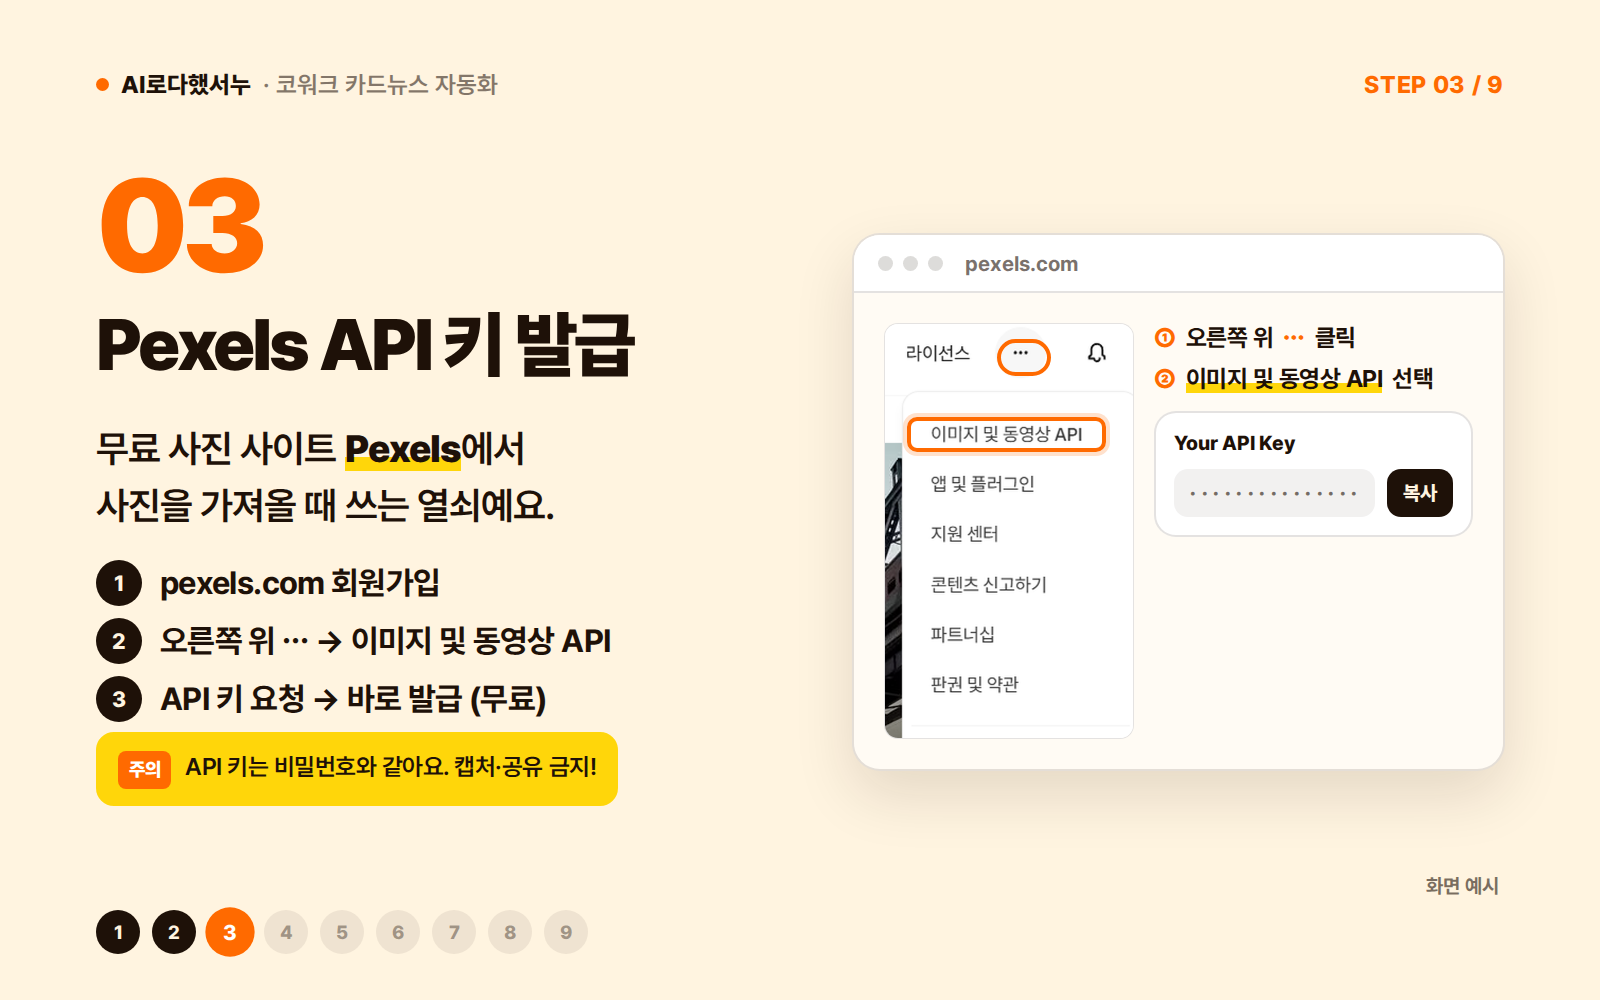 AI로다했서누 · 코워크 카드뉴스 자동화
STEP 03 / 9
03
Pexels API 키 발급
무료 사진 사이트 Pexels에서
사진을 가져올 때 쓰는 열쇠예요.
1 pexels.com 회원가입
2 오른쪽 위 ··· → 이미지 및 동영상 API
3 API 키 요청 → 바로 발급 (무료)
주의 API 키는 비밀번호와 같아요. 캡처·공유 금지!
pexels.com
라이선스 ···
이미지 및 동영상 API
앱 및 플러그인
지원 센터
콘텐츠 신고하기
파트너십
판권 및 약관
① 오른쪽 위 ··· 클릭
② 이미지 및 동영상 API 선택
Your API Key
··············· 복사
화면 예시
1 2 3 4 5 6 7 8 9